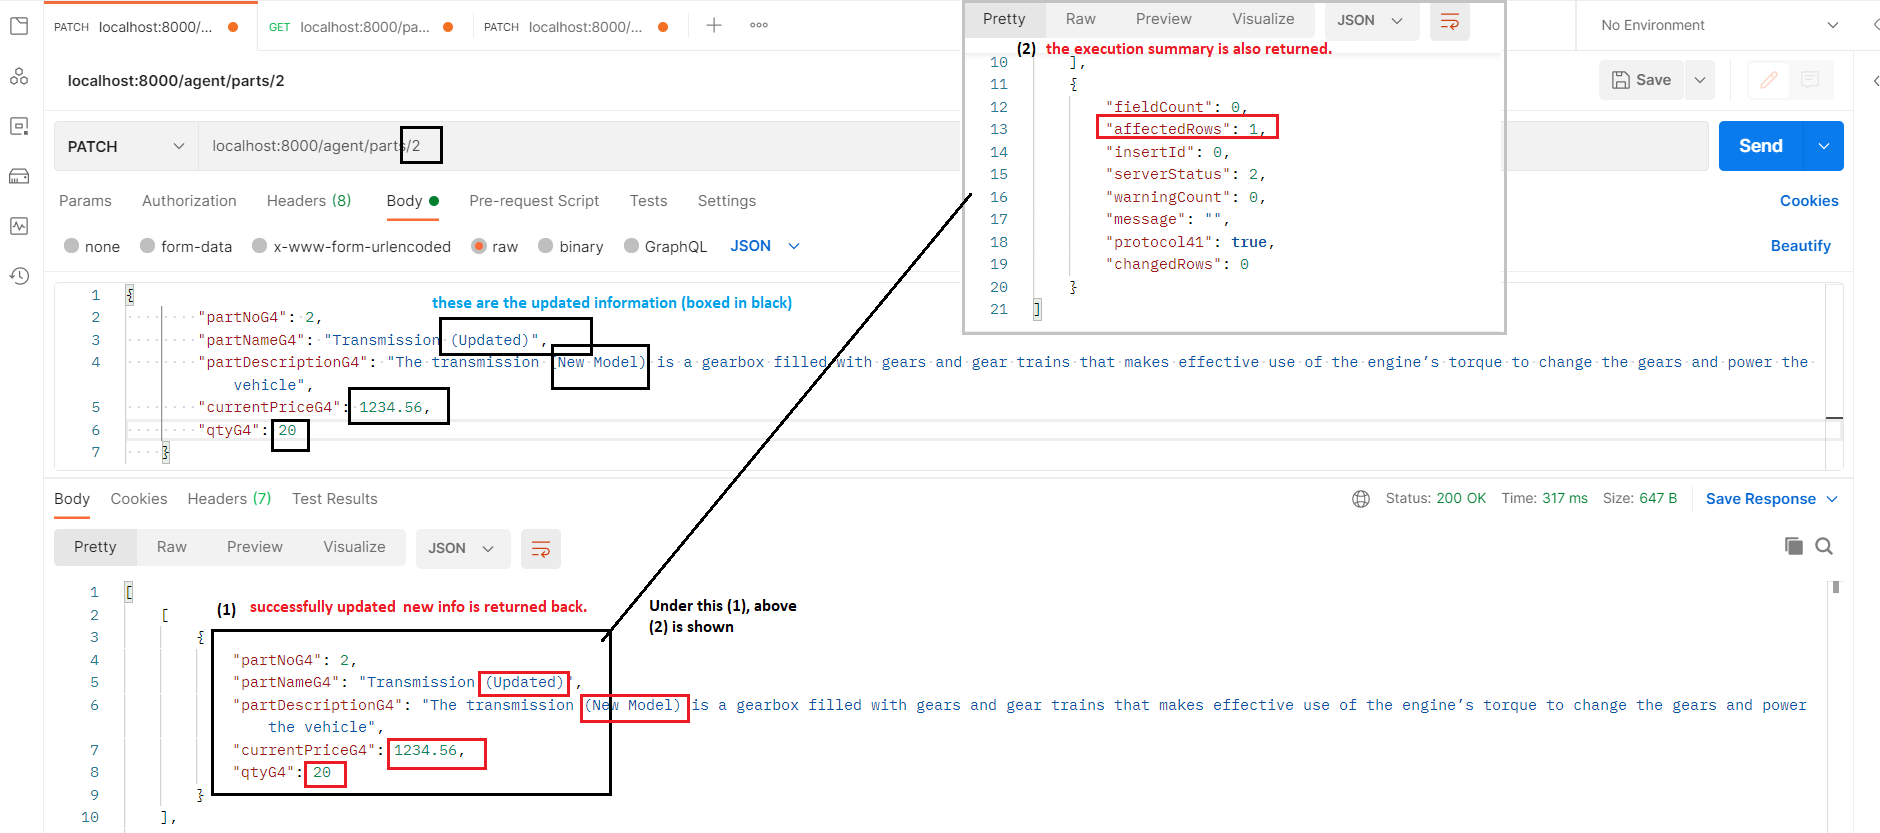 PATCH localhost:8000/...
GET localhost:8000/pa...
PATCH localhost:8000/...
No Environment
localhost:8000/agent/parts/2
Save
PATCH
localhost:8000/agent/parts/2
Send
Params Authorization Headers (8) Body Pre-request Script Tests Settings
Cookies
none form-data x-www-form-urlencoded raw binary GraphQL JSON
Beautify
Pretty Raw Preview Visualize JSON
(2) the execution summary is also returned.
10 ],
11 {
12 "fieldCount": 0,
13 "affectedRows": 1,
14 "insertId": 0,
15 "serverStatus": 2,
16 "warningCount": 0,
17 "message": "",
18 "protocol41": true,
19 "changedRows": 0
20 }
21 ]
these are the updated information (boxed in black)
1 {
2 "partNoG4": 2,
3 "partNameG4": "Transmission (Updated)",
4 "partDescriptionG4": "The transmission (New Model) is a gearbox filled with gears and gear trains that makes effective use of the engine’s torque to change the gears and power the
vehicle",
5 "currentPriceG4": 1234.56,
6 "qtyG4": 20
7 }
Body Cookies Headers (7) Test Results
Status: 200 OK Time: 317 ms Size: 647 B Save Response
Pretty Raw Preview Visualize JSON
(1) successfully updated new info is returned back.
Under this (1), above
(2) is shown
1 [
2 [
3 {
4 "partNoG4": 2,
5 "partNameG4": "Transmission (Updated)",
6 "partDescriptionG4": "The transmission (New Model) is a gearbox filled with gears and gear trains that makes effective use of the engine’s torque to change the gears and power
the vehicle",
7 "currentPriceG4": 1234.56,
8 "qtyG4": 20
9 }
10 ],